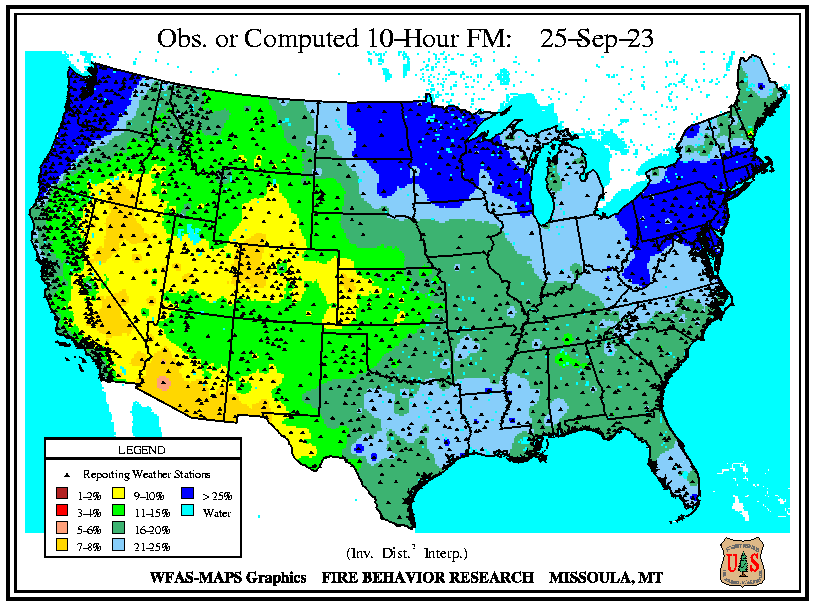 Obs. or Computed 10-Hour FM: 25-Sep-23
LEGEND
Reporting Weather Stations
1-2% 9-10% > 25%
3-4% 11-15% Water
5-6% 16-20%
7-8% 21-25%
(Inv. Dist.² Interp.)
WFAS-MAPS Graphics FIRE BEHAVIOR RESEARCH MISSOULA, MT
U S